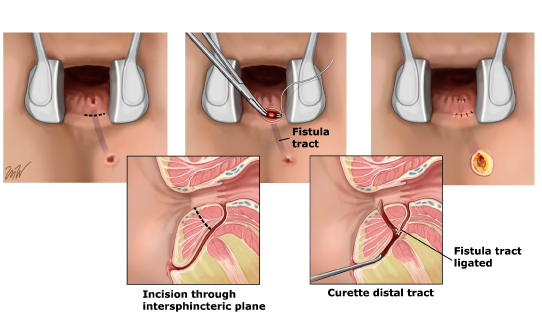 Fistula
tract
Incision through
intersphincteric plane
Fistula tract
ligated
Curette distal tract